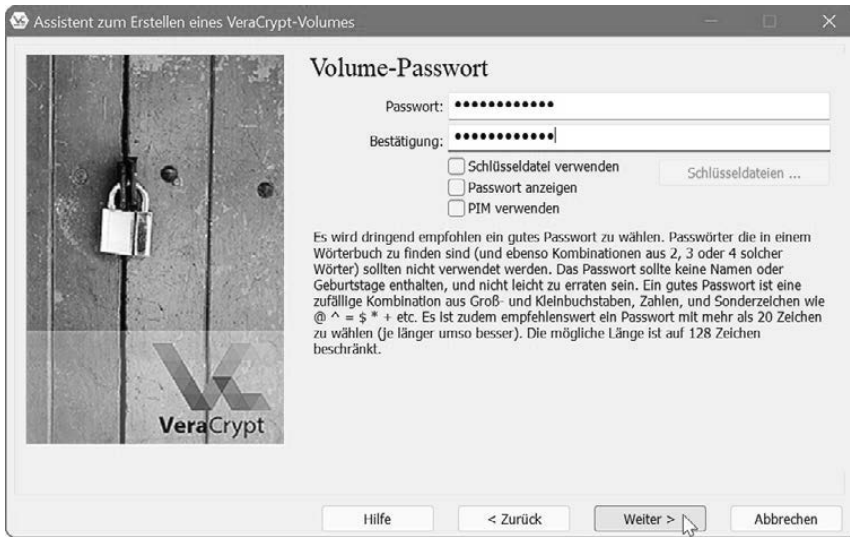 Assistent zum Erstellen eines VeraCrypt-Volumes
Volume-Passwort
Passwort: ••••••••••••
Bestätigung: ••••••••••••
Schlüsseldatei verwenden
Schlüsseldateien ...
Passwort anzeigen
PIM verwenden
Es wird dringend empfohlen ein gutes Passwort zu wählen. Passwörter die in einem
Wörterbuch zu finden sind (und ebenso Kombinationen aus 2, 3 oder 4 solcher
Wörter) sollten nicht verwendet werden. Das Passwort sollte keine Namen oder
Geburtstage enthalten, und nicht leicht zu erraten sein. Ein gutes Passwort ist eine
zufällige Kombination aus Groß- und Kleinbuchstaben, Zahlen, und Sonderzeichen wie
@ ^ = $ * + etc. Es ist zudem empfehlenswert ein Passwort mit mehr als 20 Zeichen
zu wählen (je länger umso besser). Die mögliche Länge ist auf 128 Zeichen
beschränkt.
VeraCrypt
Hilfe
< Zurück
Weiter >
Abbrechen